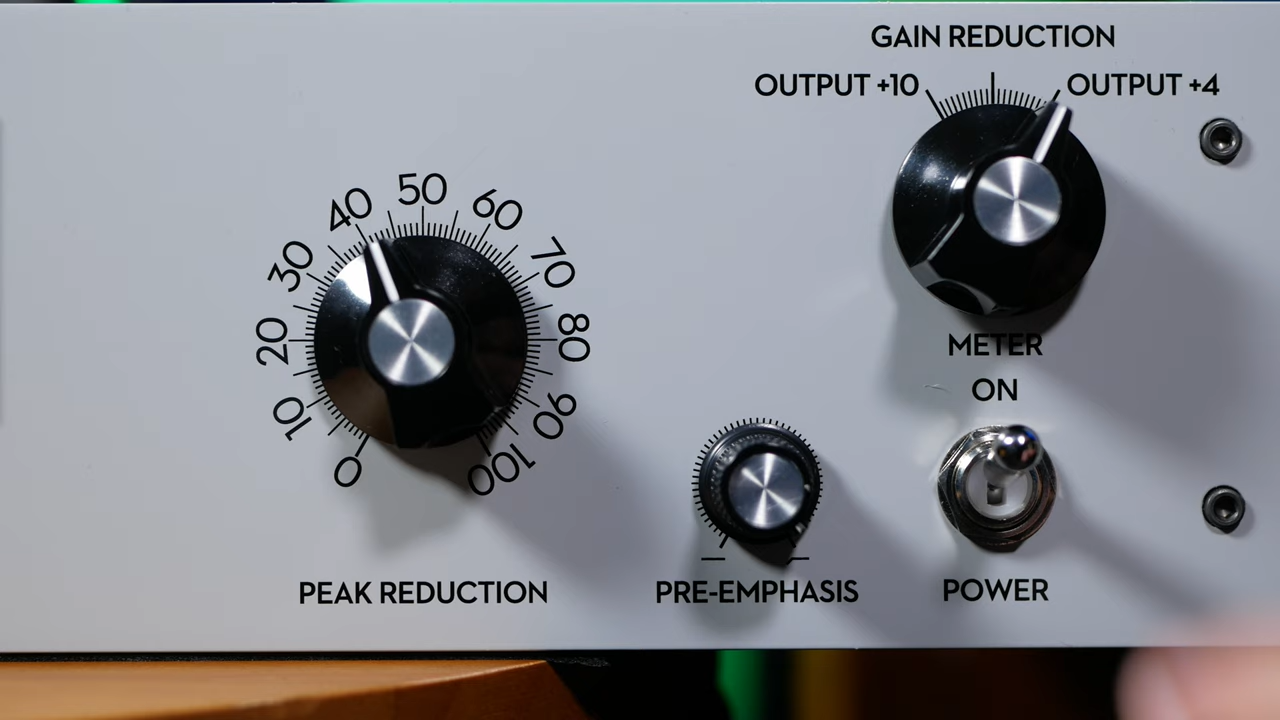 GAIN REDUCTION
OUTPUT +10
OUTPUT +4
METER
0
10
20
30
40
50
60
70
80
90
100
PEAK REDUCTION
PRE-EMPHASIS
ON
POWER